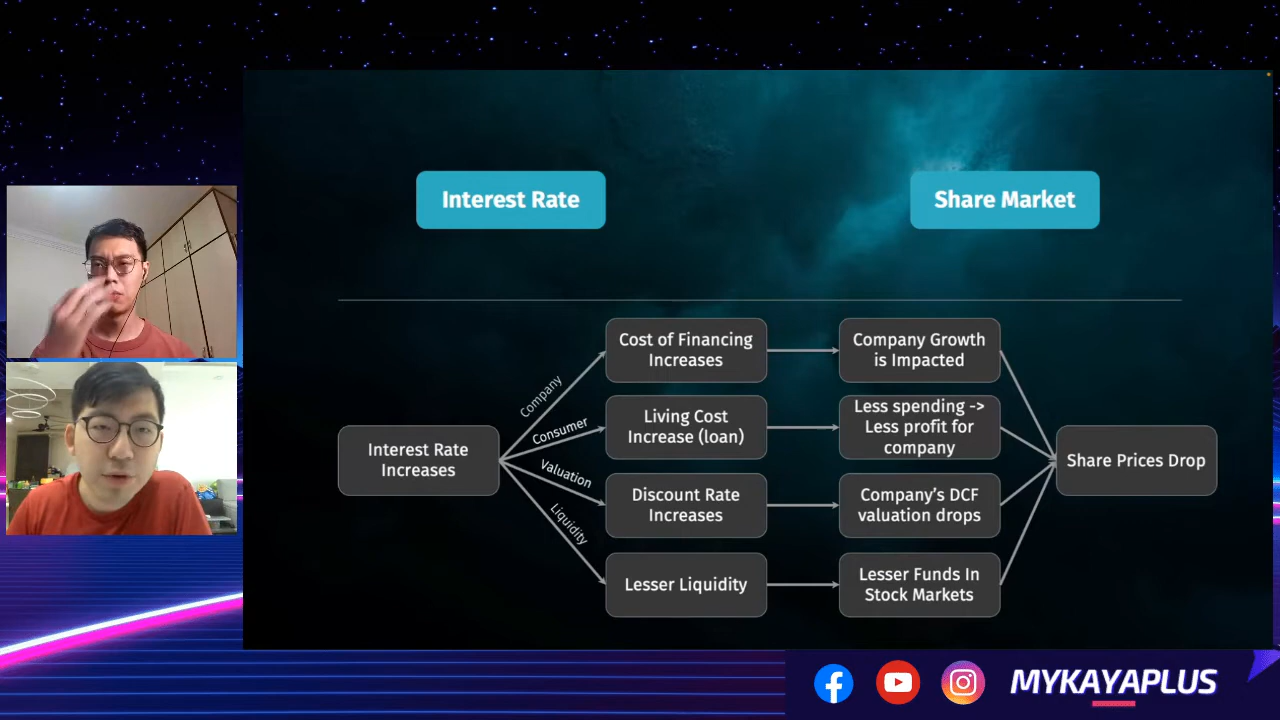 Interest Rate
Share Market
Company
Consumer
Valuation
Liquidity
Interest Rate
Increases
Cost of Financing
Increases
Company Growth
is Impacted
Living Cost
Increase (loan)
Less spending ->
Less profit for
company
Discount Rate
Increases
Company's DCF
valuation drops
Lesser Liquidity
Lesser Funds In
Stock Markets
Share Prices Drop
MYKAYAPLUS